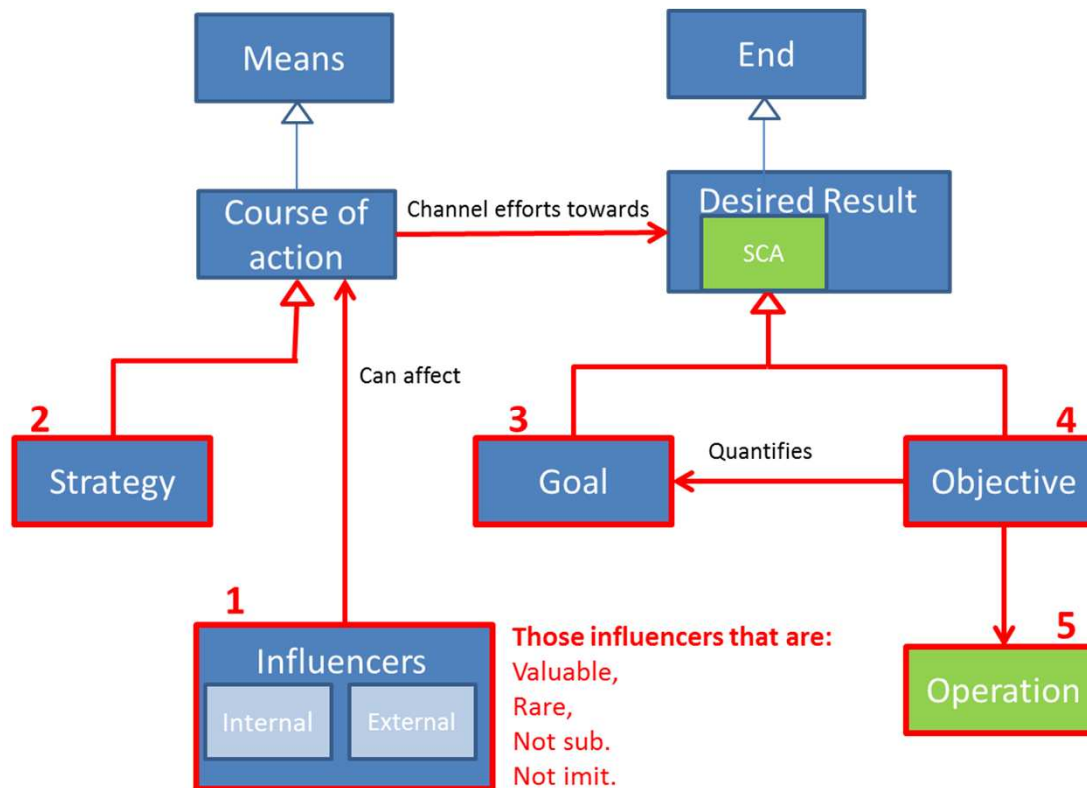 Means
End
Course of
action
Channel efforts towards
Desired Result
SCA
Can affect
2
Strategy
3
Goal
Quantifies
4
Objective
1
Influencers
Internal
External
Those influencers that are:
Valuable,
Rare,
Not sub.
Not imit.
5
Operation